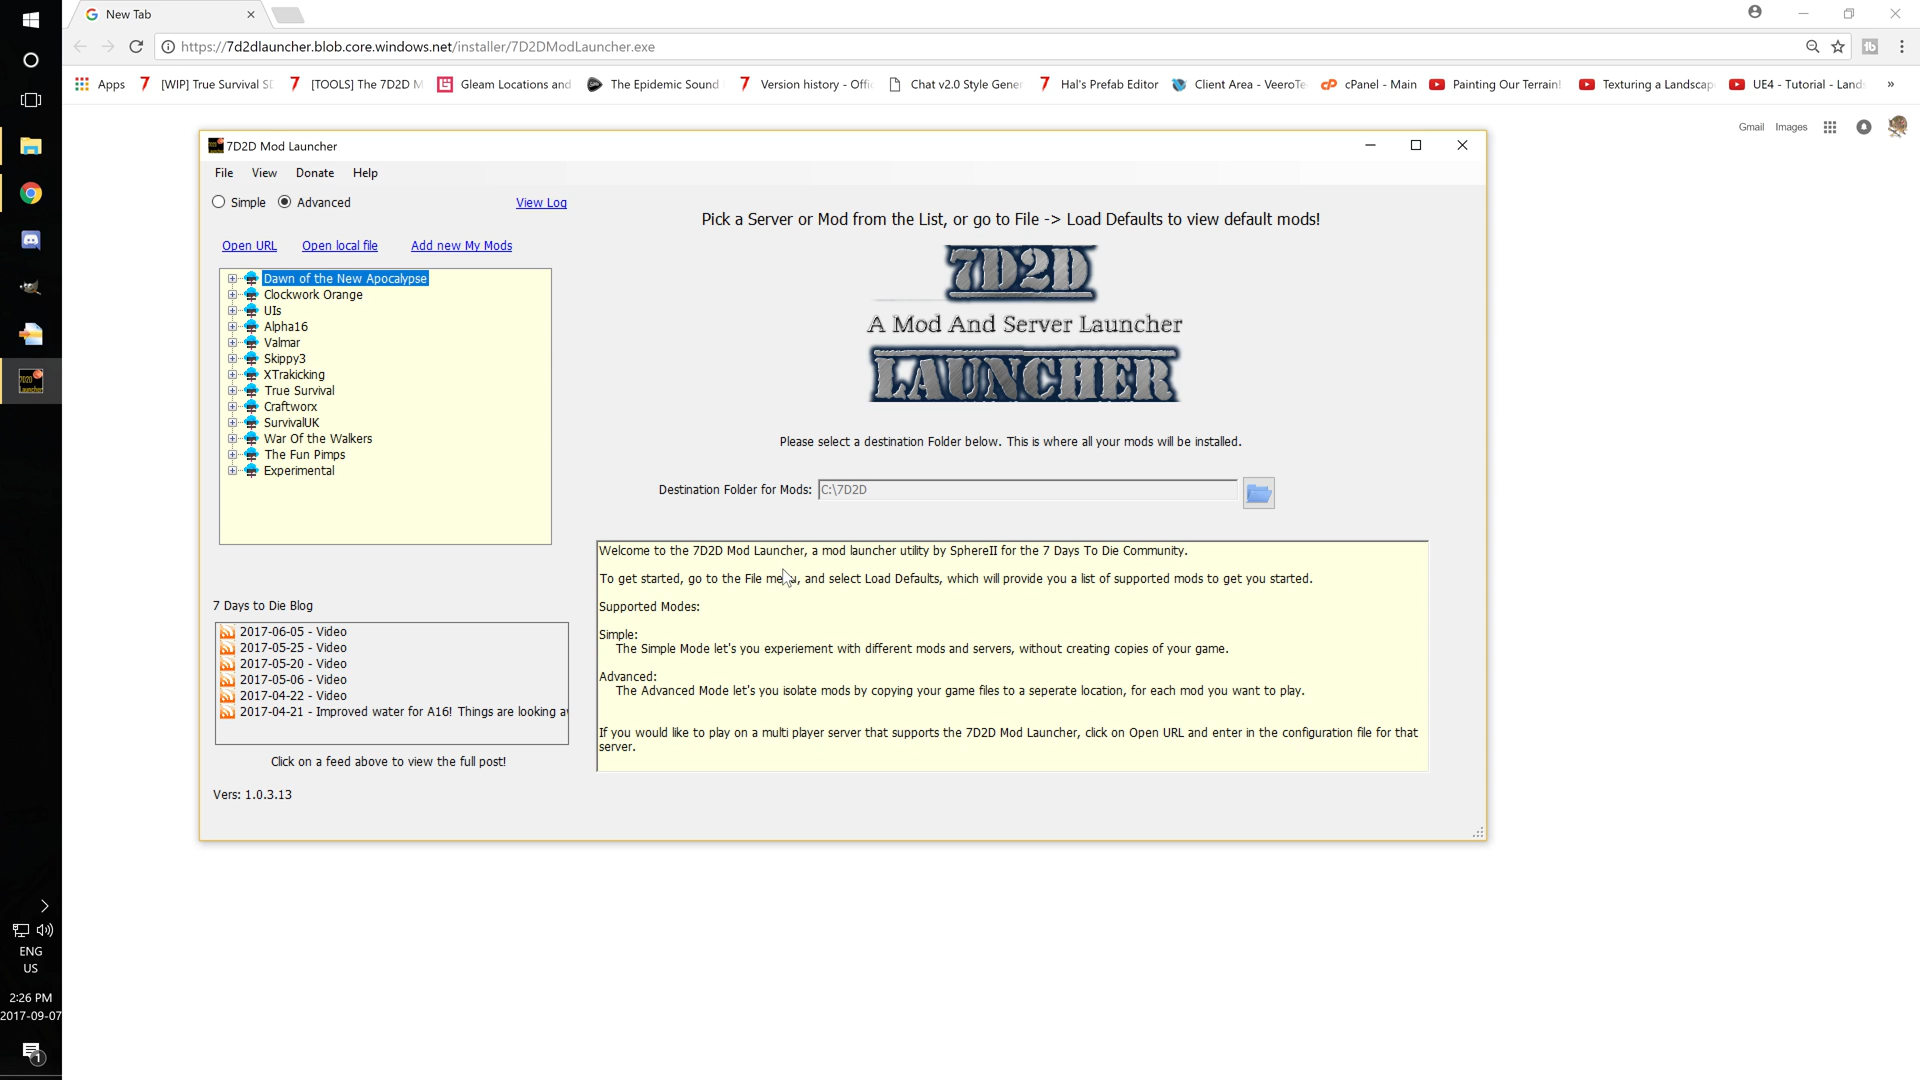 New Tab
https://7d2dlauncher.blob.core.windows.net/installer/7D2DModLauncher.exe
Apps
[WIP] True Survival
[TOOLS] The 7D2D
Gleam Locations and
The Epidemic Sound
Version history - Offi
Chat v2.0 Style Gene
Hal's Prefab Editor
Client Area - VeeroTe
cPanel - Main
Painting Our Terrain!
Texturing a Landscap
UE4 - Tutorial - Land
Gmail Images
7D2D Mod Launcher
File View Donate Help
Simple Advanced View Log
Open URL Open local file Add new My Mods
Dawn of the New Apocalypse
Clockwork Orange
UIs
Alpha16
Valmar
Skippy3
XTrakicking
True Survival
Craftworx
SurvivalUK
War Of the Walkers
The Fun Pimps
Experimental
7 Days to Die Blog
2017-06-05 - Video
2017-05-25 - Video
2017-05-20 - Video
2017-05-06 - Video
2017-04-22 - Video
2017-04-21 - Improved water for A16! Things are looking a
Click on a feed above to view the full post!
Vers: 1.0.3.13
Pick a Server or Mod from the List, or go to File -> Load Defaults to view default mods!
7D2D
A Mod And Server Launcher
LAUNCHER
Please select a destination Folder below. This is where all your mods will be installed.
Destination Folder for Mods: C:\7D2D
Welcome to the 7D2D Mod Launcher, a mod launcher utility by SphereII for the 7 Days To Die Community.
To get started, go to the File menu, and select Load Defaults, which will provide you a list of supported mods to get you started.
Supported Modes:
Simple:
The Simple Mode let's you experiement with different mods and servers, without creating copies of your game.
Advanced:
The Advanced Mode let's you isolate mods by copying your game files to a seperate location, for each mod you want to play.
If you would like to play on a multi player server that supports the 7D2D Mod Launcher, click on Open URL and enter in the configuration file for that
server.
ENG
US
2:26 PM
2017-09-07
1